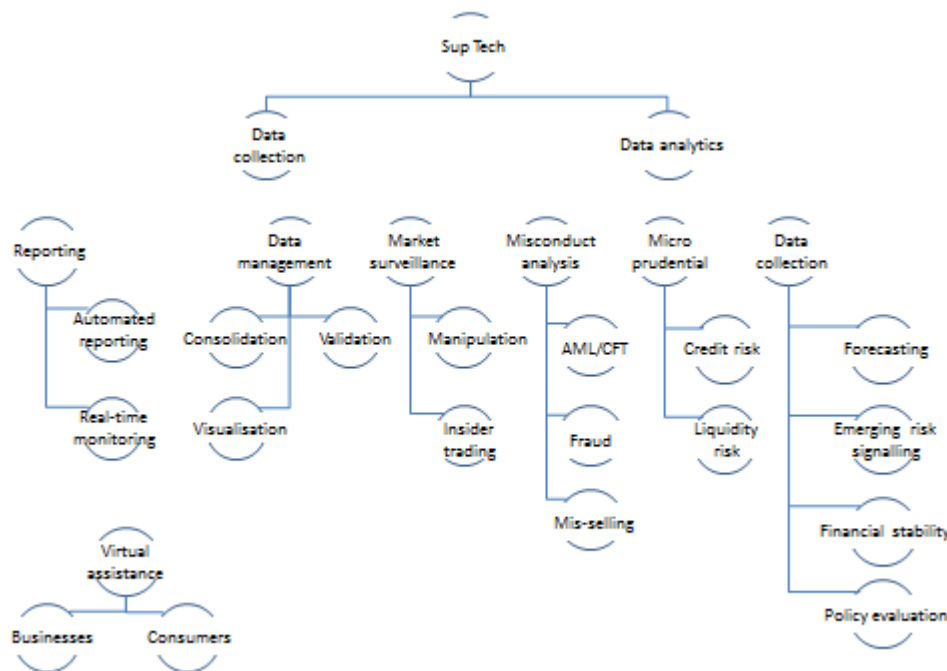 Sup Tech
Data
collection
Data analytics
Reporting
Data
management
Market
surveillance
Misconduct
analysis
Micro
prudential
Data
collection
Automated
reporting
Consolidation
Validation
Manipulation
AML/CFT
Credit risk
Forecasting
Real-time
monitoring
Visualisation
Insider
trading
Fraud
Liquidity
risk
Emerging risk
signalling
Mis-selling
Financial stability
Virtual
assistance
Businesses
Consumers
Policy evaluation